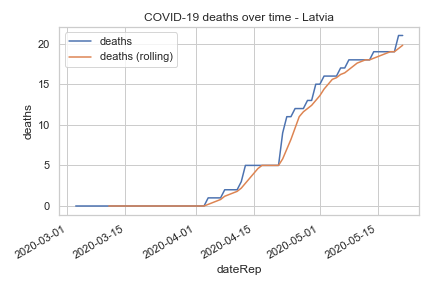 COVID-19 deaths over time - Latvia
deaths
deaths (rolling)
20
15
10
5
0
deaths
2020-03-01
2020-03-15
2020-04-01
2020-04-15
2020-05-01
2020-05-15
dateRep